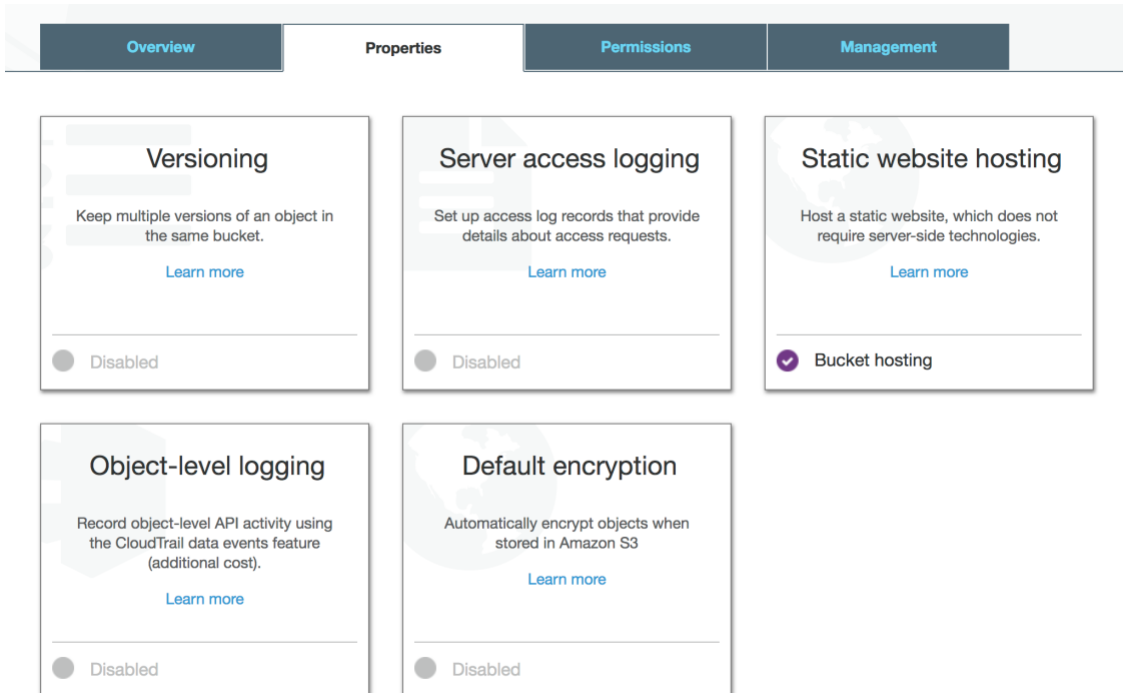 Overview
Properties
Permissions
Management
Versioning
Keep multiple versions of an object in
the same bucket.
Learn more
Disabled
Server access logging
Set up access log records that provide
details about access requests.
Learn more
Disabled
Static website hosting
Host a static website, which does not
require server-side technologies.
Learn more
Bucket hosting
Object-level logging
Record object-level API activity using
the CloudTrail data events feature
(additional cost).
Learn more
Disabled
Default encryption
Automatically encrypt objects when
stored in Amazon S3
Learn more
Disabled